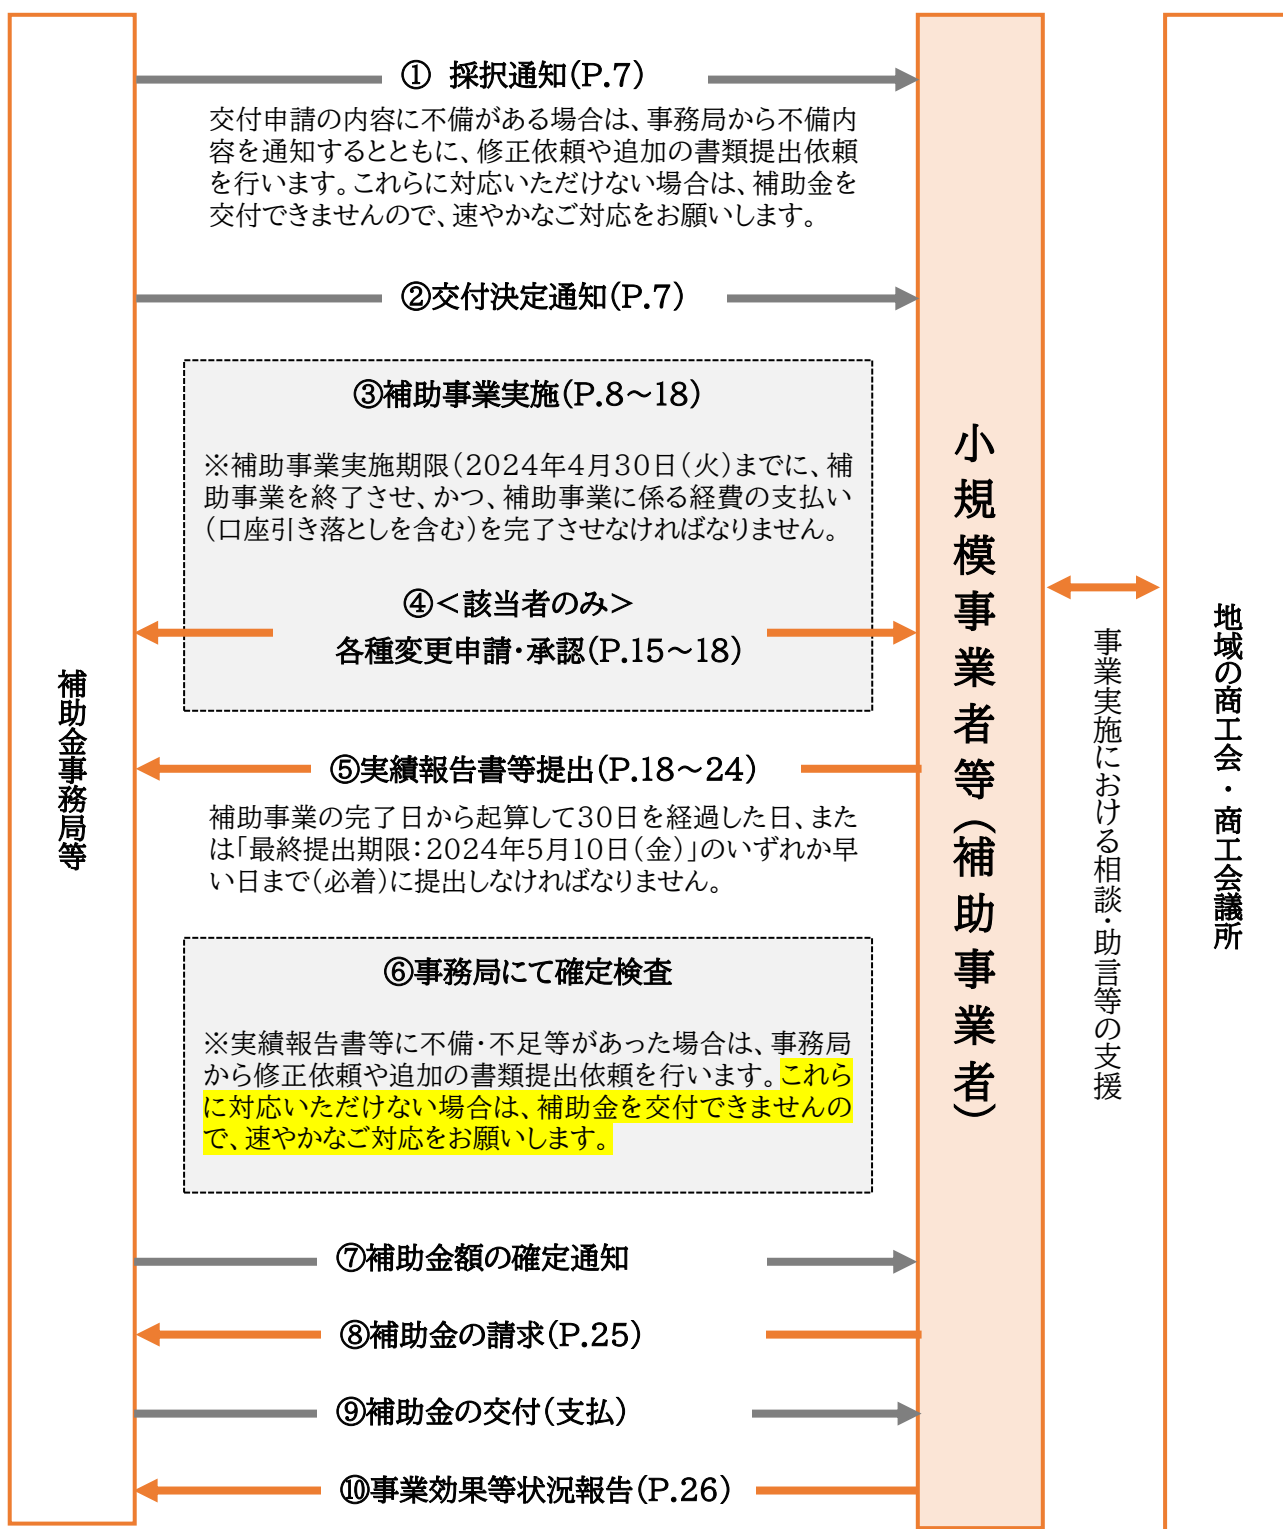 ① 採択通知(P.7)
交付申請の内容に不備がある場合は、事務局から不備内
容を通知するとともに、修正依頼や追加の書類提出依頼
を行います。これらに対応いただけない場合は、補助金を
交付できませんので、速やかなご対応をお願いします。
②交付決定通知(P.7)
③補助事業実施(P.8～18)
※補助事業実施期限(2024年4月30日(火)までに、補
助事業を終了させ、かつ、補助事業に係る経費の支払い
(口座引き落としを含む)を完了させなければなりません。
④＜該当者のみ＞
各種変更申請・承認(P.15～18)
⑤実績報告書等提出(P.18～24)
補助事業の完了日から起算して30日を経過した日、また
は「最終提出期限:2024年5月10日(金)」のいずれか早
い日まで(必着)に提出しなければなりません。
⑥事務局にて確定検査
※実績報告書等に不備・不足等があった場合は、事務局
から修正依頼や追加の書類提出依頼を行います。これら
に対応いただけない場合は、補助金を交付できませんの
で、速やかなご対応をお願いします。
⑦補助金額の確定通知
⑧補助金の請求(P.25)
⑨補助金の交付(支払)
⑩事業効果等状況報告(P.26)
補助金事務局等
小規模事業者等(補助事業者)
事業実施における相談・助言等の支援
地域の商工会・商工会議所